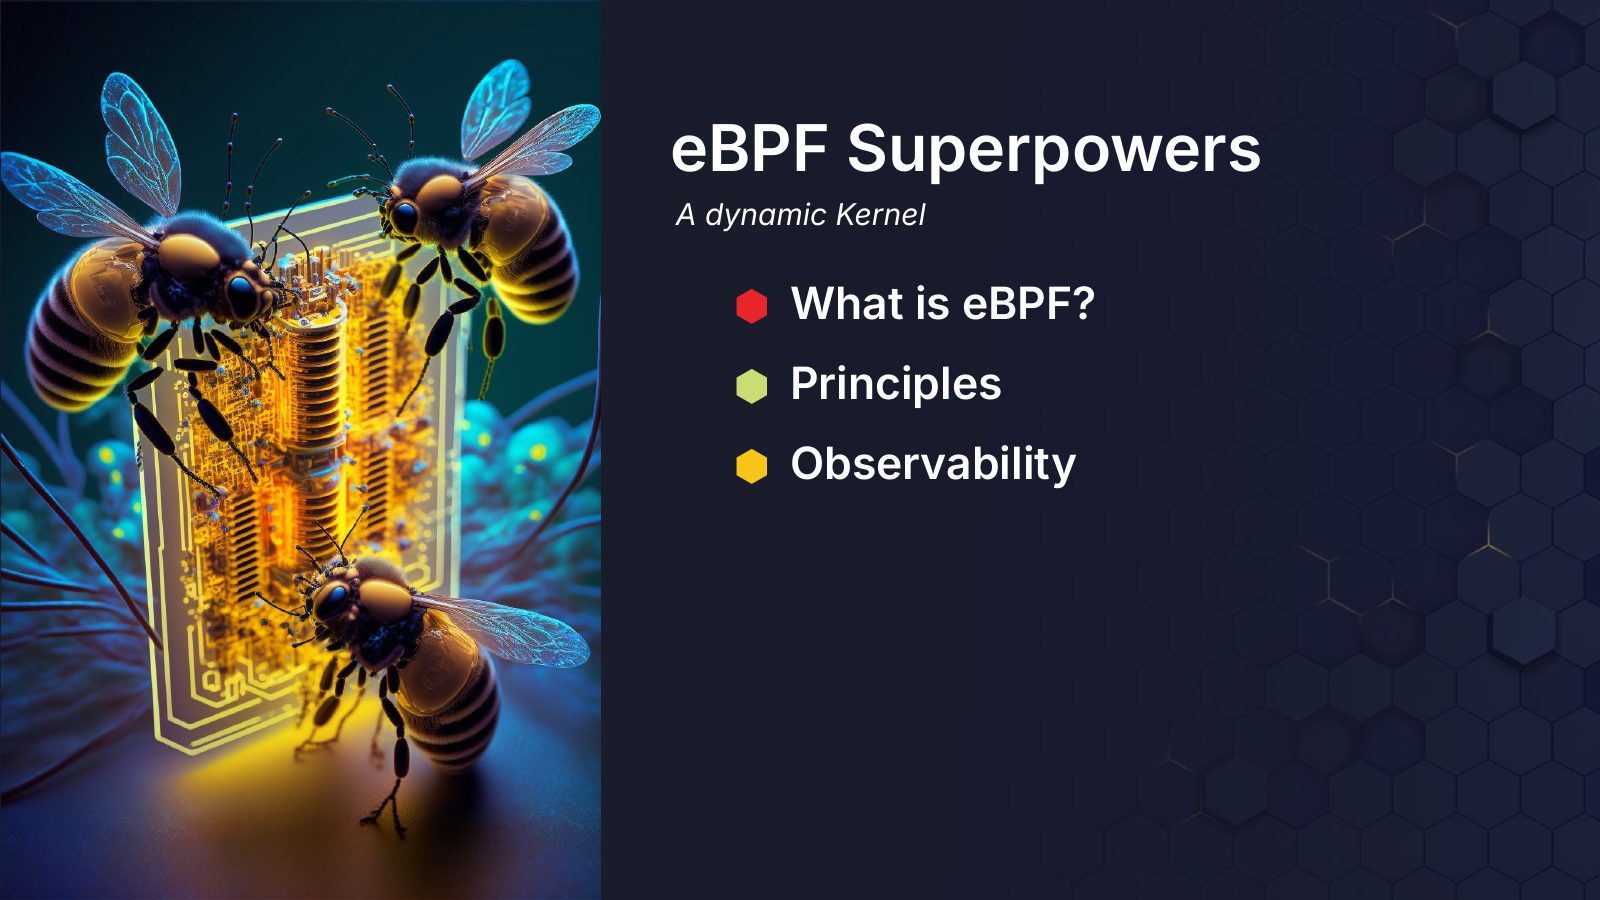 eBPF Superpowers
A dynamic Kernel
What is eBPF?
Principles
Observability